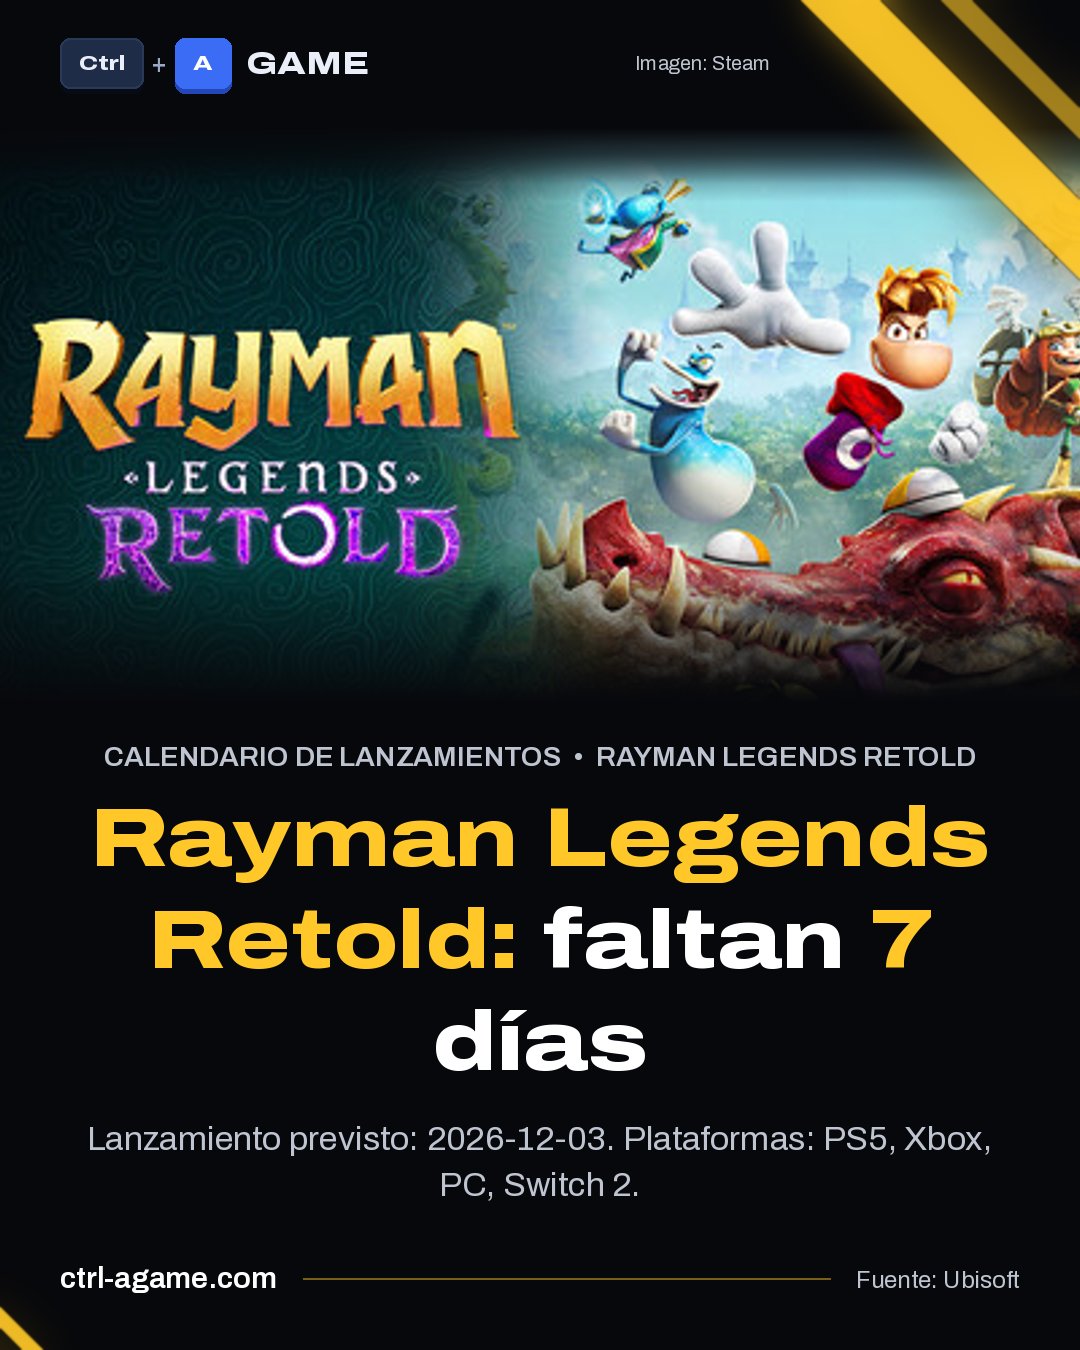 Ctrl + A GAME
Imagen: Steam
RAYMAN
LEGENDS
RETOLD
CALENDARIO DE LANZAMIENTOS • RAYMAN LEGENDS RETOLD
Rayman Legends
Retold: faltan 7
días
Lanzamiento previsto: 2026-12-03. Plataformas: PS5, Xbox,
PC, Switch 2.
ctrl-agame.com
Fuente: Ubisoft